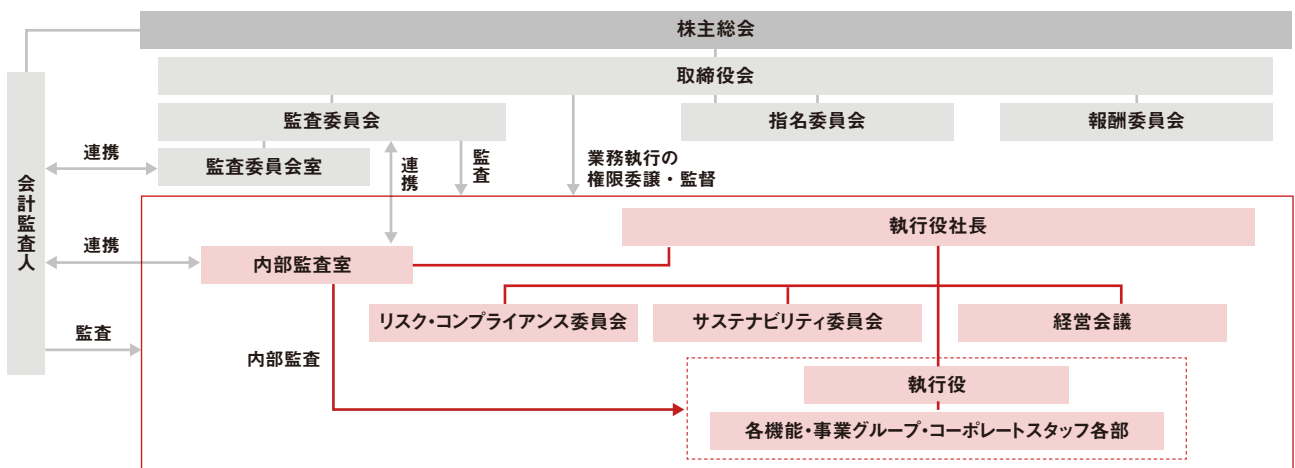 株主総会
取締役会
監査委員会
指名委員会
報酬委員会
監査委員会室
連携
連携
監査
業務執行の
権限委譲・監督
会計監査人
執行役社長
連携
内部監査室
リスク・コンプライアンス委員会
サステナビリティ委員会
経営会議
監査
内部監査
執行役
各機能・事業グループ・コーポレートスタッフ各部